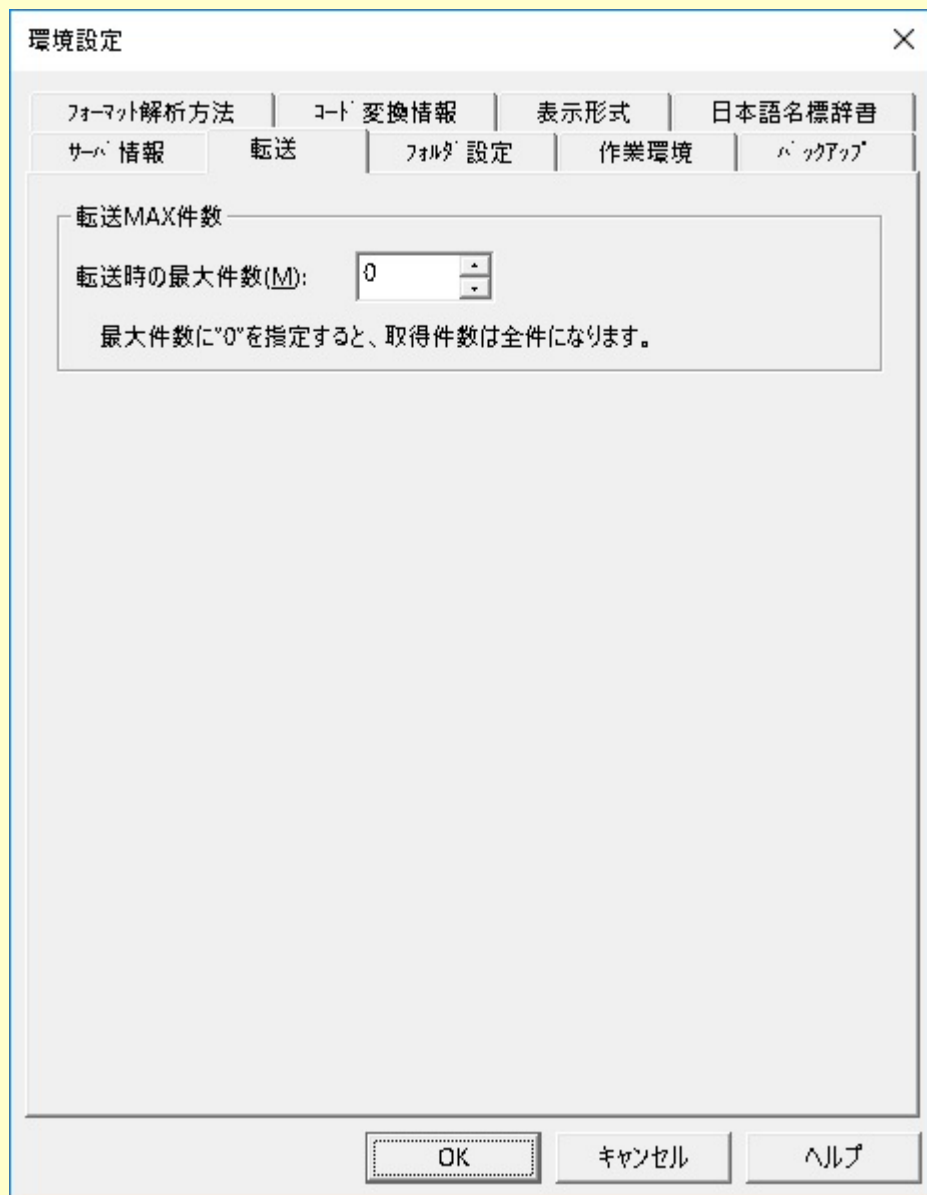 環境設定
ﾌｫｰﾏｯﾄ解析方法 ｺｰﾄﾞ変換情報 表示形式 日本語名標辞書
ｻｰﾊﾞ情報 転送 ﾌｫﾙﾀﾞ設定 作業環境 ﾊﾞｯｸｱｯﾌﾟ
転送MAX件数
転送時の最大件数(M): 0
最大件数に"0"を指定すると、取得件数は全件になります。
OK キャンセル ヘルプ